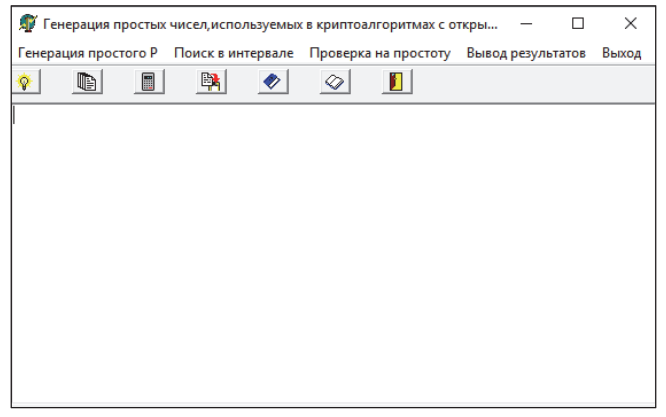 Генерация простых чисел,используемых в криптоалгоритмах с откры...
Генерация простого P Поиск в интервале Проверка на простоту Вывод результатов Выход